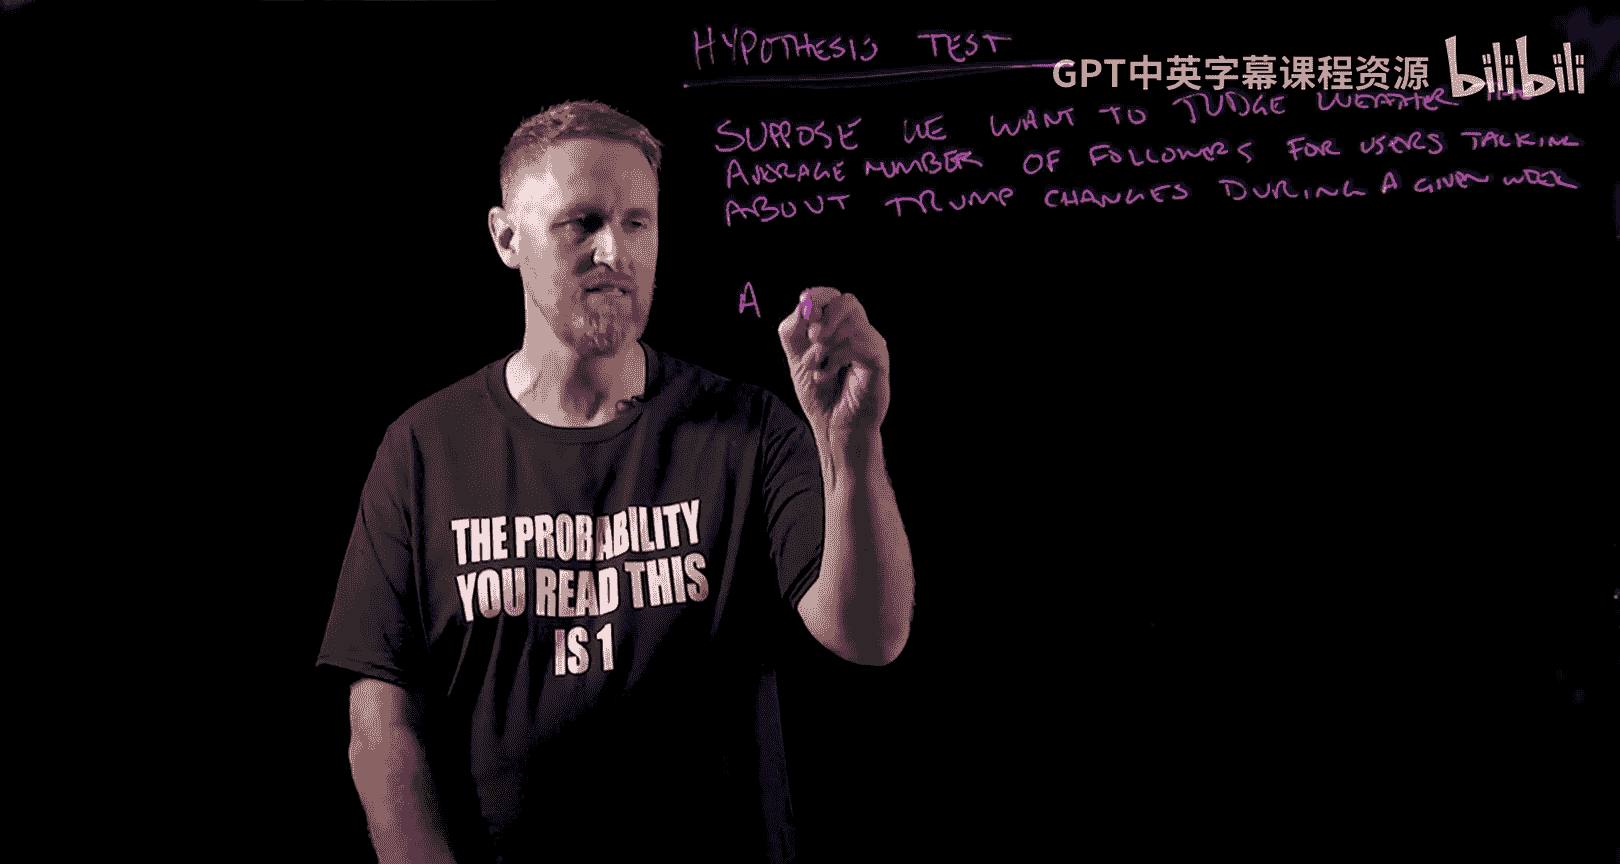 HYPOTHESIS TEST
GPT中英字幕课程资源 bilibili
SUPPOSE WE WANT TO JUDGE WEATHER
AVERAGE NUMBER OF FOLLOWERS FOR USERS TALKING
ABOUT TRUMP CHANGES DURING A GIVEN WEEK
A
THE PROBABILITY
YOU READ THIS
IS 1